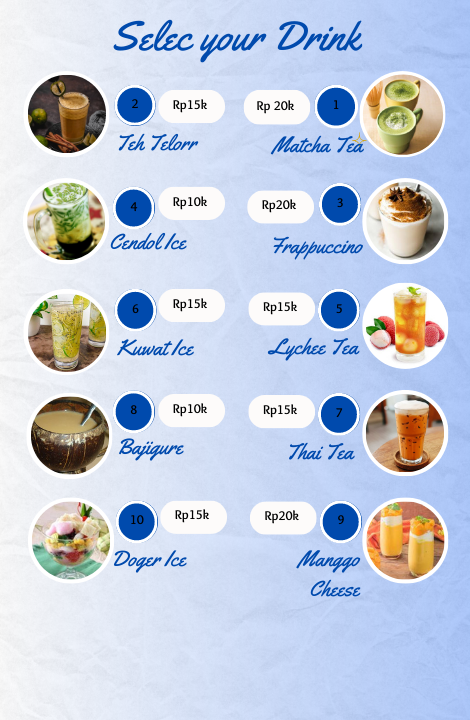 Selec your Drink
2 Rp15k
Teh Telorr
Rp 20k 1
Matcha Tea
4 Rp10k
Cendol Ice
Rp20k 3
Frappuccino
6 Rp15k
Kuwat Ice
Rp15k 5
Lychee Tea
8 Rp10k
Bajigure
Rp15k 7
Thai Tea
10 Rp15k
Doger Ice
Rp20k 9
Manggo
Cheese